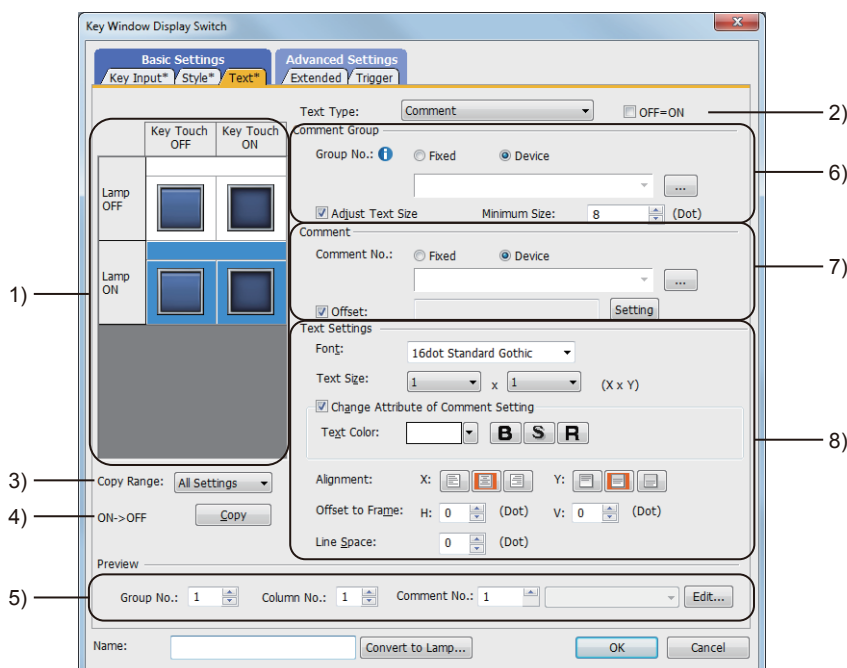 Key Window Display Switch
Basic Settings Advanced Settings
Key Input* Style* Text* Extended Trigger
Text Type: Comment OFF=ON 2)
Key Touch OFF Key Touch ON
Comment Group
Group No.: Fixed Device
... 6)
Adjust Text Size Minimum Size: 8 (Dot)
Lamp OFF
Comment
Comment No.: Fixed Device
... 7)
Offset: Setting
Lamp ON
1)
Text Settings
Font: 16dot Standard Gothic
Text Size: 1 x 1 (X x Y)
Change Attribute of Comment Setting
Text Color: B S R
8)
3) Copy Range: All Settings
Alignment: X: Y:
4) ON->OFF Copy
Offset to Frame: H: 0 (Dot) V: 0 (Dot)
Line Space: 0 (Dot)
Preview
5) Group No.: 1 Column No.: 1 Comment No.: 1 Edit...
Name: Convert to Lamp... OK Cancel